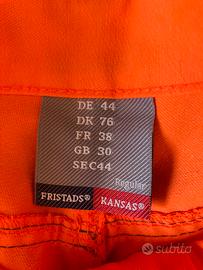 DE 44
DK 76
FR 38
GB 30
SEC44
Regular
FRISTADS® KANSAS®
subito